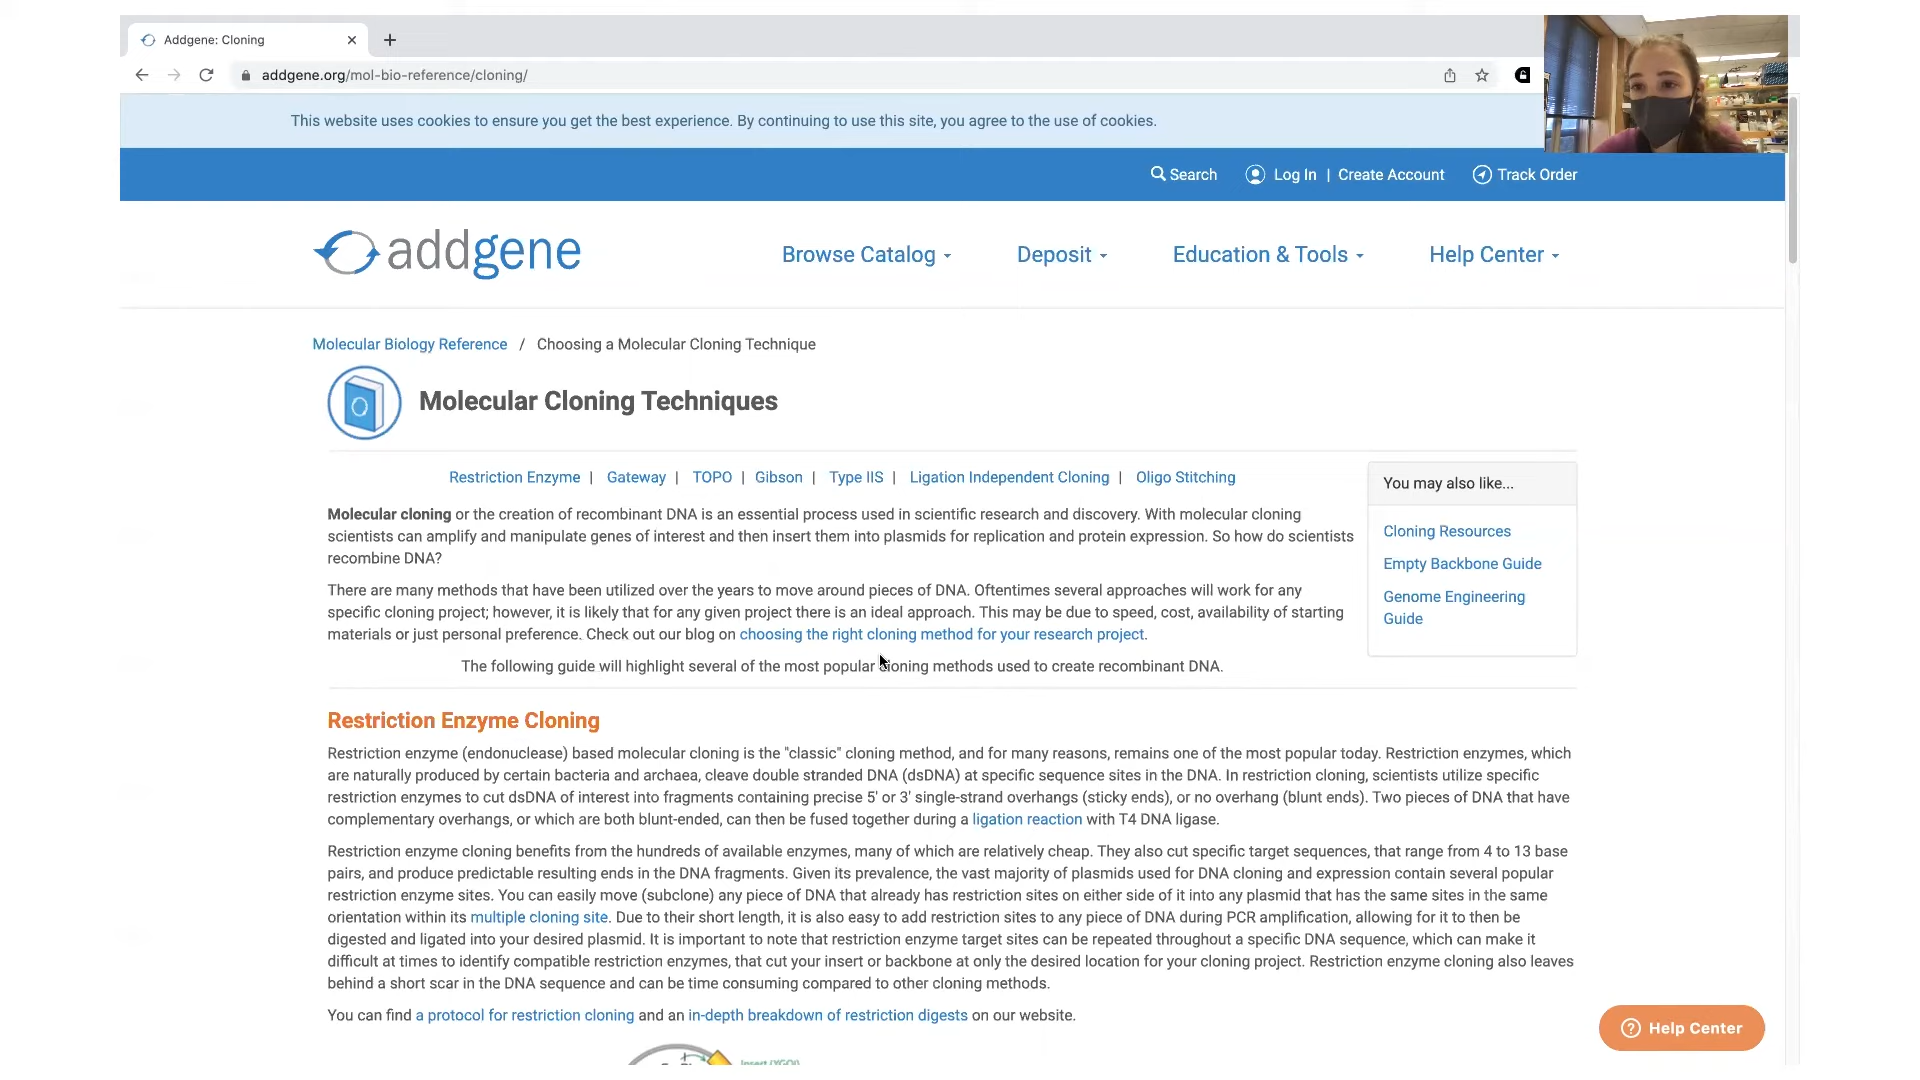 Addgene: Cloning
addgene.org/mol-bio-reference/cloning/
This website uses cookies to ensure you get the best experience. By continuing to use this site, you agree to the use of cookies.
Search Log In | Create Account Track Order
addgene Browse Catalog Deposit Education & Tools Help Center
Molecular Biology Reference / Choosing a Molecular Cloning Technique
Molecular Cloning Techniques
Restriction Enzyme | Gateway | TOPO | Gibson | Type IIS | Ligation Independent Cloning | Oligo Stitching
Molecular cloning or the creation of recombinant DNA is an essential process used in scientific research and discovery. With molecular cloning
scientists can amplify and manipulate genes of interest and then insert them into plasmids for replication and protein expression. So how do scientists
recombine DNA?
There are many methods that have been utilized over the years to move around pieces of DNA. Oftentimes several approaches will work for any
specific cloning project; however, it is likely that for any given project there is an ideal approach. This may be due to speed, cost, availability of starting
materials or just personal preference. Check out our blog on choosing the right cloning method for your research project.
The following guide will highlight several of the most popular cloning methods used to create recombinant DNA.
You may also like...
Cloning Resources
Empty Backbone Guide
Genome Engineering
Guide
Restriction Enzyme Cloning
Restriction enzyme (endonuclease) based molecular cloning is the "classic" cloning method, and for many reasons, remains one of the most popular today. Restriction enzymes, which
are naturally produced by certain bacteria and archaea, cleave double stranded DNA (dsDNA) at specific sequence sites in the DNA. In restriction cloning, scientists utilize specific
restriction enzymes to cut dsDNA of interest into fragments containing precise 5' or 3' single-strand overhangs (sticky ends), or no overhang (blunt ends). Two pieces of DNA that have
complementary overhangs, or which are both blunt-ended, can then be fused together during a ligation reaction with T4 DNA ligase.
Restriction enzyme cloning benefits from the hundreds of available enzymes, many of which are relatively cheap. They also cut specific target sequences, that range from 4 to 13 base
pairs, and produce predictable resulting ends in the DNA fragments. Given its prevalence, the vast majority of plasmids used for DNA cloning and expression contain several popular
restriction enzyme sites. You can easily move (subclone) any piece of DNA that already has restriction sites on either side of it into any plasmid that has the same sites in the same
orientation within its multiple cloning site. Due to their short length, it is also easy to add restriction sites to any piece of DNA during PCR amplification, allowing for it to then be
digested and ligated into your desired plasmid. It is important to note that restriction enzyme target sites can be repeated throughout a specific DNA sequence, which can make it
difficult at times to identify compatible restriction enzymes, that cut your insert or backbone at only the desired location for your cloning project. Restriction enzyme cloning also leaves
behind a short scar in the DNA sequence and can be time consuming compared to other cloning methods.
You can find a protocol for restriction cloning and an in-depth breakdown of restriction digests on our website.
Help Center